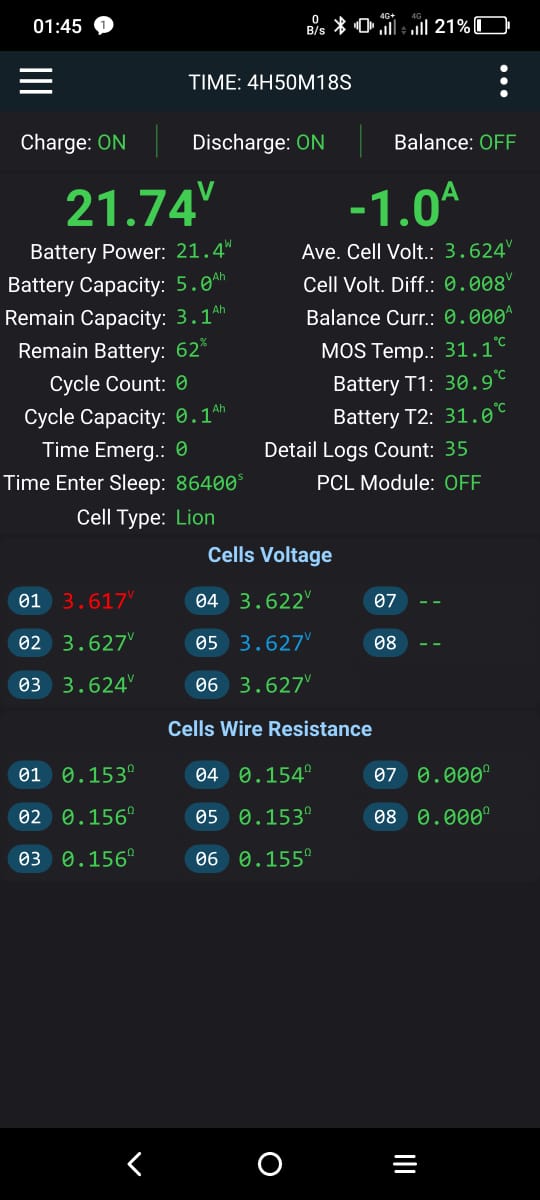 01:45 1 0 B/s 4G+ 4G 21%
TIME: 4H50M18S
Charge: ON Discharge: ON Balance: OFF
21.74V -1.0A
Battery Power: 21.4W Ave. Cell Volt.: 3.624V
Battery Capacity: 5.0Ah Cell Volt. Diff.: 0.008V
Remain Capacity: 3.1Ah Balance Curr.: 0.000A
Remain Battery: 62% MOS Temp.: 31.1°C
Cycle Count: 0 Battery T1: 30.9°C
Cycle Capacity: 0.1Ah Battery T2: 31.0°C
Time Emerg.: 0 Detail Logs Count: 35
Time Enter Sleep: 86400s PCL Module: OFF
Cell Type: Lion
Cells Voltage
01 3.617V 04 3.622V 07 --
02 3.627V 05 3.627V 08 --
03 3.624V 06 3.627V
Cells Wire Resistance
01 0.153Ω 04 0.154Ω 07 0.000Ω
02 0.156Ω 05 0.153Ω 08 0.000Ω
03 0.156Ω 06 0.155Ω